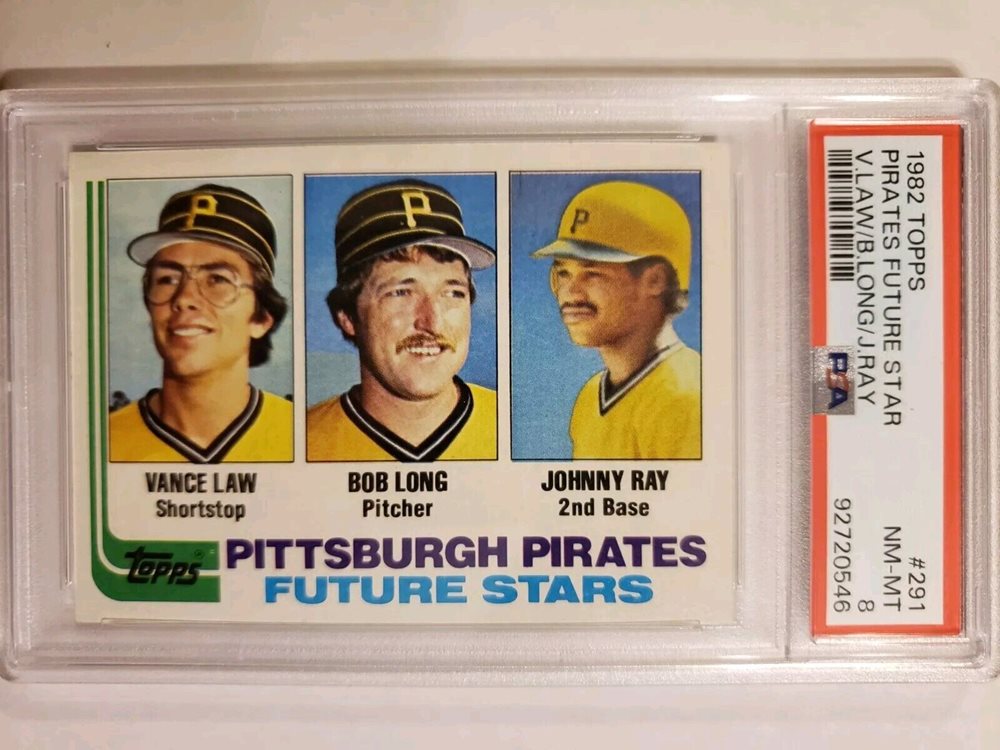 P
P
P
VANCE LAW
Shortstop
BOB LONG
Pitcher
JOHNNY RAY
2nd Base
Topps®
PITTSBURGH PIRATES
FUTURE STARS
1982 TOPPS #291
PIRATES FUTURE STAR NM-MT
V.LAW/B.LONG/J.RAY 8
PSA 92720546